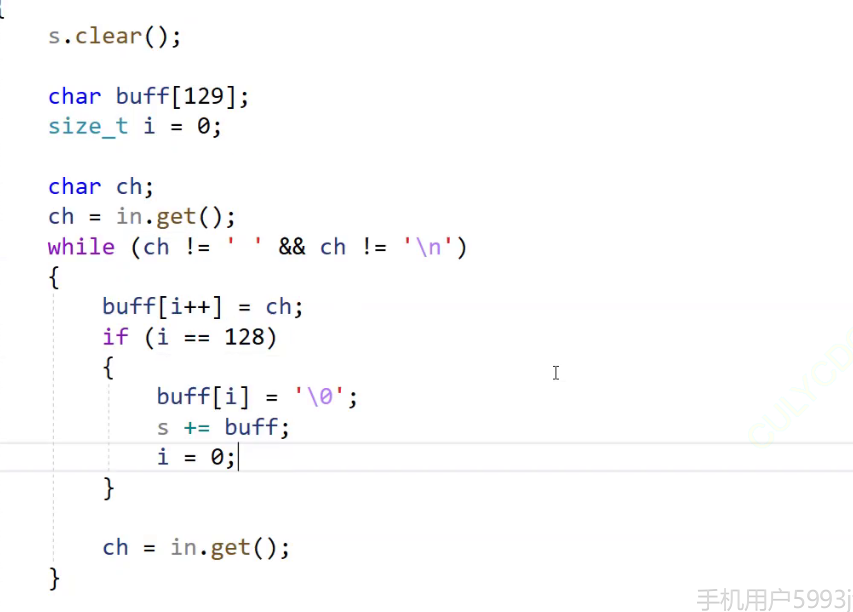 {
s.clear();
char buff[129];
size_t i = 0;
char ch;
ch = in.get();
while (ch != ' ' && ch != '\n')
{
buff[i++] = ch;
if (i == 128)
{
buff[i] = '\0';
s += buff;
i = 0;
}
ch = in.get();
}
手机用户5993j